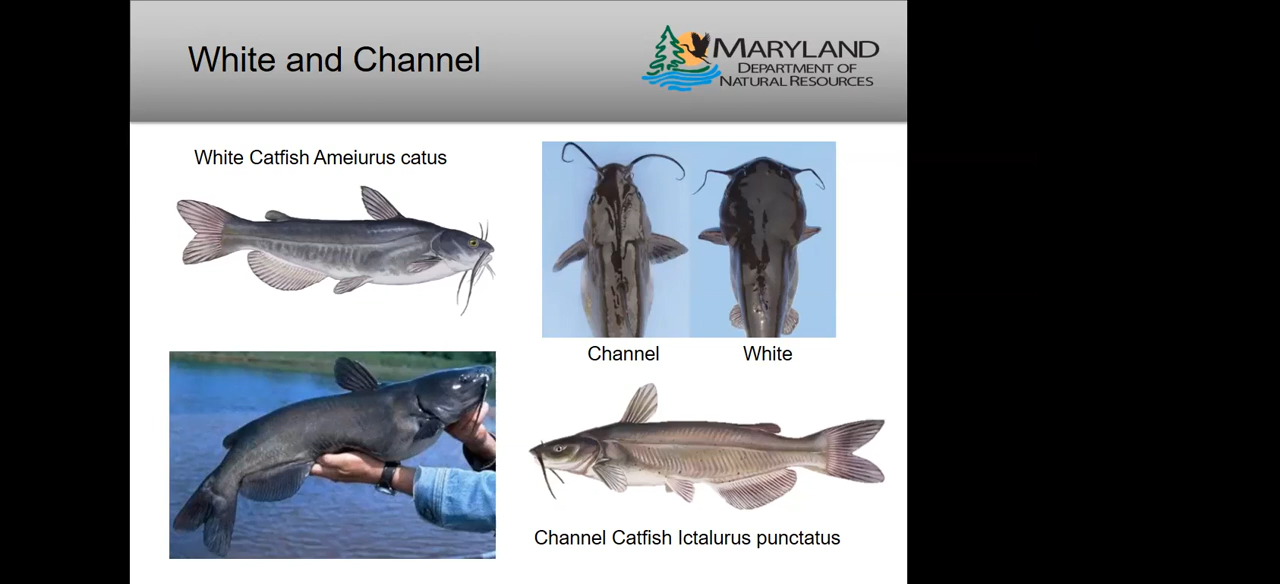 White and Channel
MARYLAND
DEPARTMENT OF
NATURAL RESOURCES
White Catfish Ameiurus catus
Channel
White
Channel Catfish Ictalurus punctatus